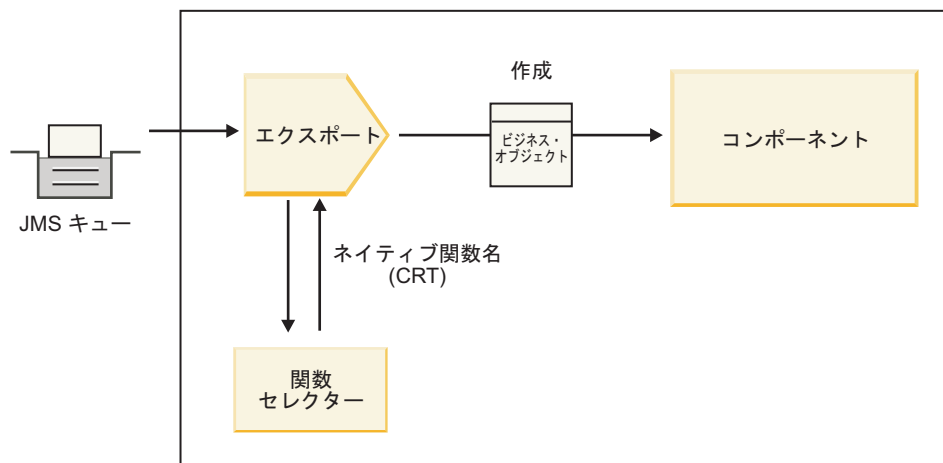 作成
エクスポート
ビジネス・
オブジェクト
コンポーネント
JMS キュー
ネイティブ関数名
(CRT)
関数
セレクター